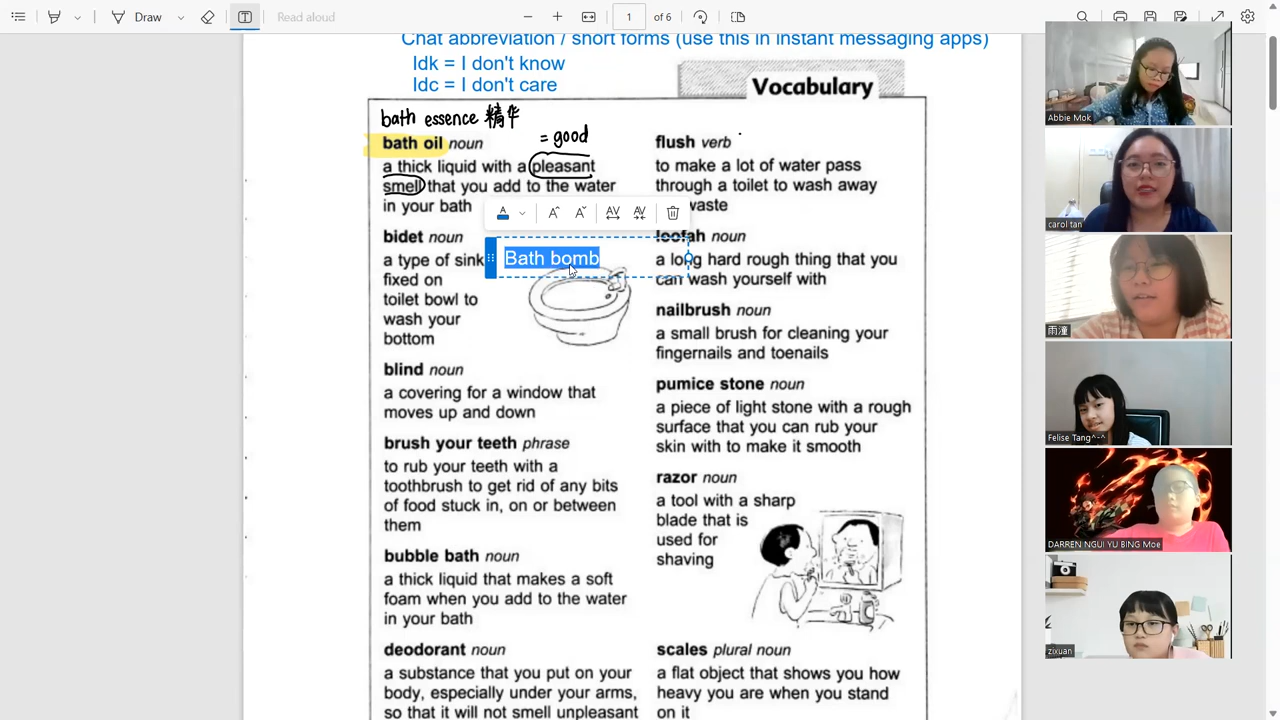 Draw
Read aloud
1
of 6
Chat abbreviation / short forms (use this in instant messaging apps)
Idk = I don't know
Idc = I don't care
Vocabulary
bath essence 精华
= good
bath oil noun
a thick liquid with a pleasant
smell that you add to the water
in your bath
bidet noun
a type of sink
fixed on
toilet bowl to
wash your
bottom
Bath bomb
blind noun
a covering for a window that
moves up and down
brush your teeth phrase
to rub your teeth with a
toothbrush to get rid of any bits
of food stuck in, on or between
them
bubble bath noun
a thick liquid that makes a soft
foam when you add to the water
in your bath
deodorant noun
a substance that you put on your
body, especially under your arms,
so that it will not smell unpleasant
flush verb
to make a lot of water pass
through a toilet to wash away
waste
loofah noun
a long hard rough thing that you
can wash yourself with
nailbrush noun
a small brush for cleaning your
fingernails and toenails
pumice stone noun
a piece of light stone with a rough
surface that you can rub your
skin with to make it smooth
razor noun
a tool with a sharp
blade that is
used for
shaving
scales plural noun
a flat object that shows you how
heavy you are when you stand
on it
Abbie Mok
carol tan
雨潼
Felise Tang^-^
DARREN NGUI YU BING Moe
zixuan